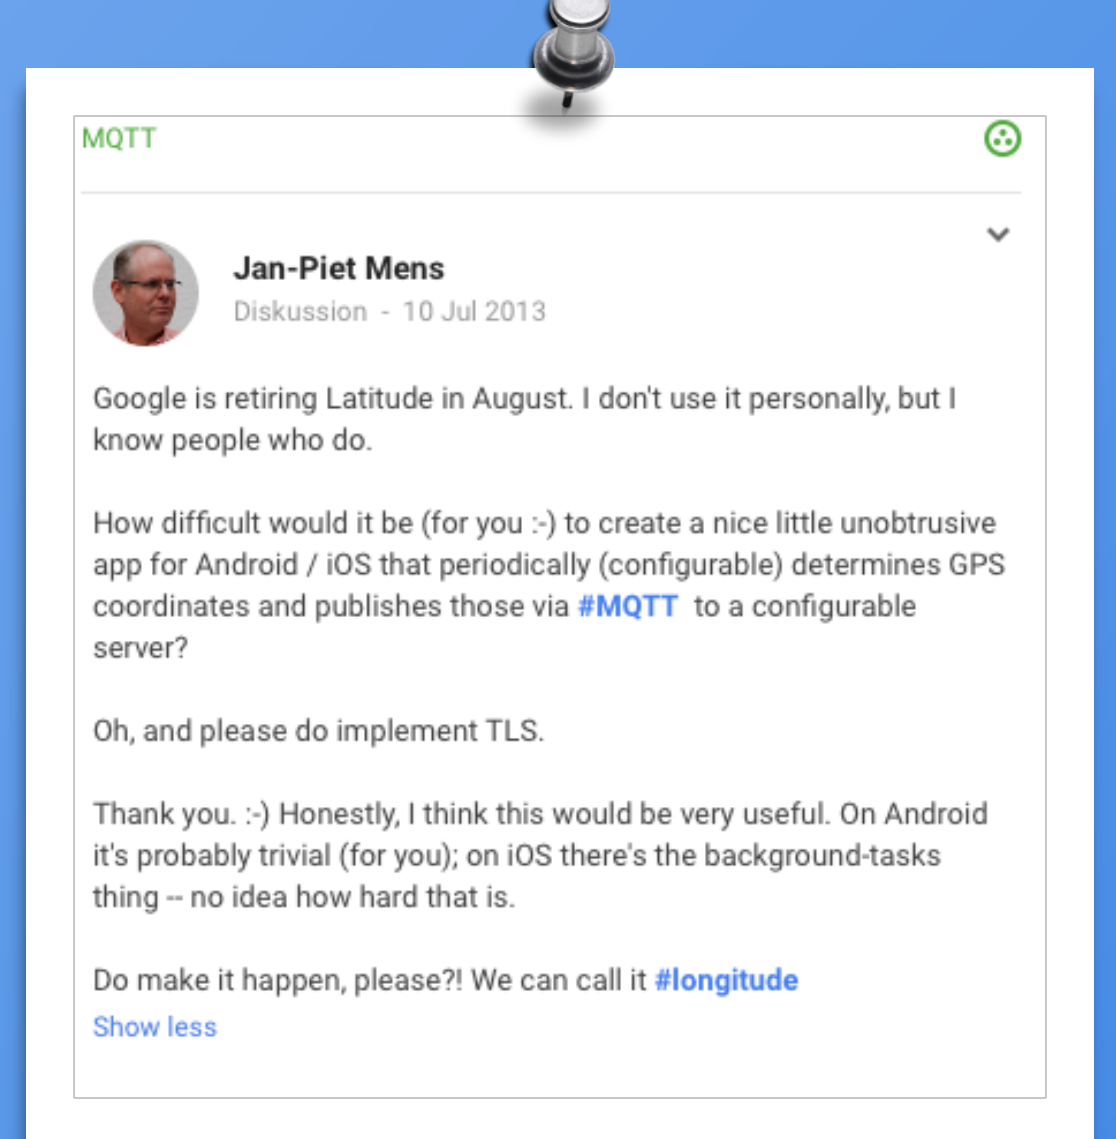 MQTT
Jan-Piet Mens
Diskussion - 10 Jul 2013
Google is retiring Latitude in August. I don't use it personally, but I
know people who do.
How difficult would it be (for you :-) to create a nice little unobtrusive
app for Android / iOS that periodically (configurable) determines GPS
coordinates and publishes those via #MQTT to a configurable
server?
Oh, and please do implement TLS.
Thank you. :-) Honestly, I think this would be very useful. On Android
it's probably trivial (for you); on iOS there's the background-tasks
thing -- no idea how hard that is.
Do make it happen, please?! We can call it #longitude
Show less